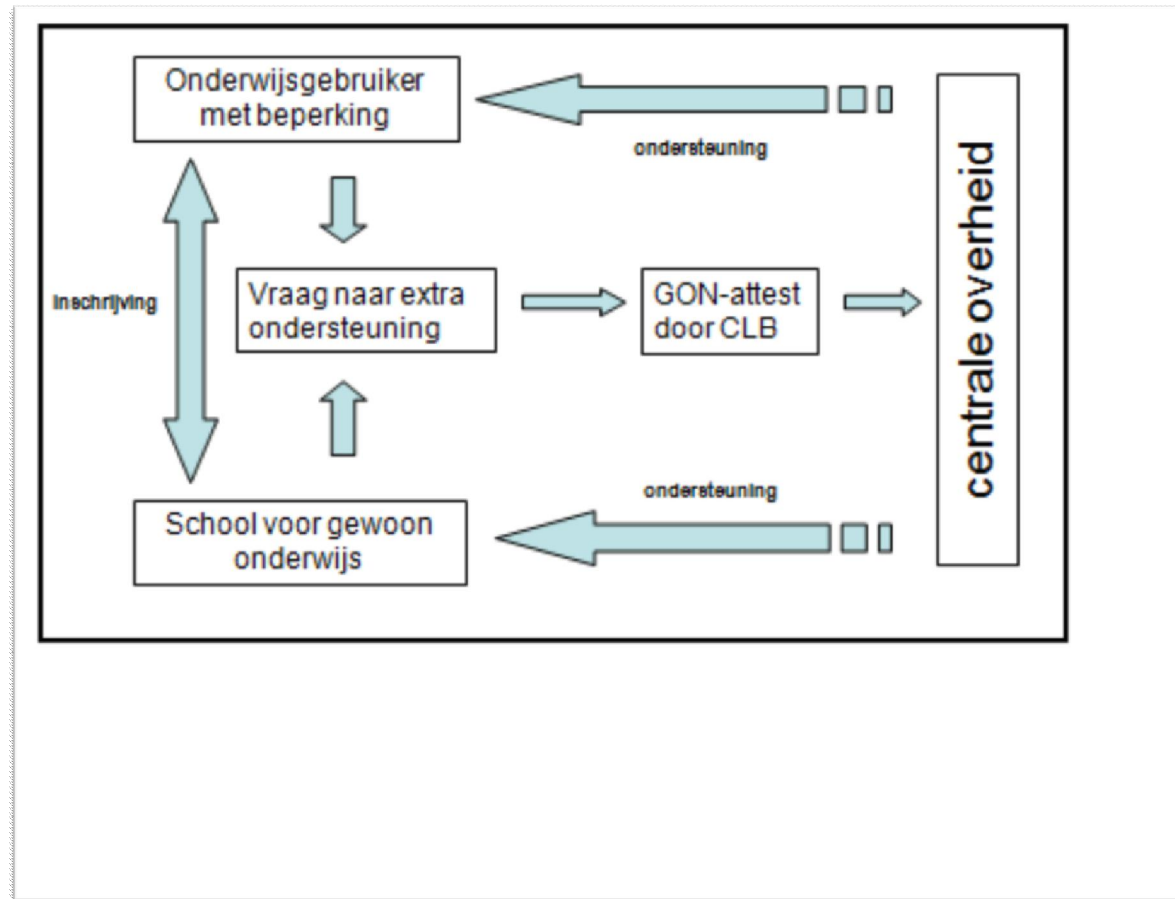 Onderwijsgebruiker
met beperking
ondersteuning
inschrijving
Vraag naar extra
ondersteuning
GON-attest
door CLB
centrale overheid
ondersteuning
School voor gewoon
onderwijs